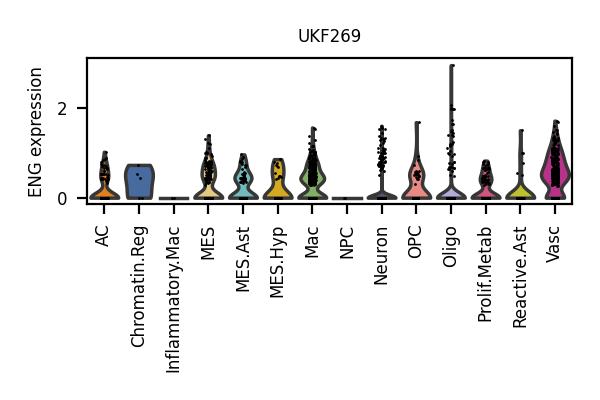 UKF269
ENG expression
2
0
AC
Chromatin.Reg
Inflammatory.Mac
MES
MES.Ast
MES.Hyp
Mac
NPC
Neuron
OPC
Oligo
Prolif.Metab
Reactive.Ast
Vasc